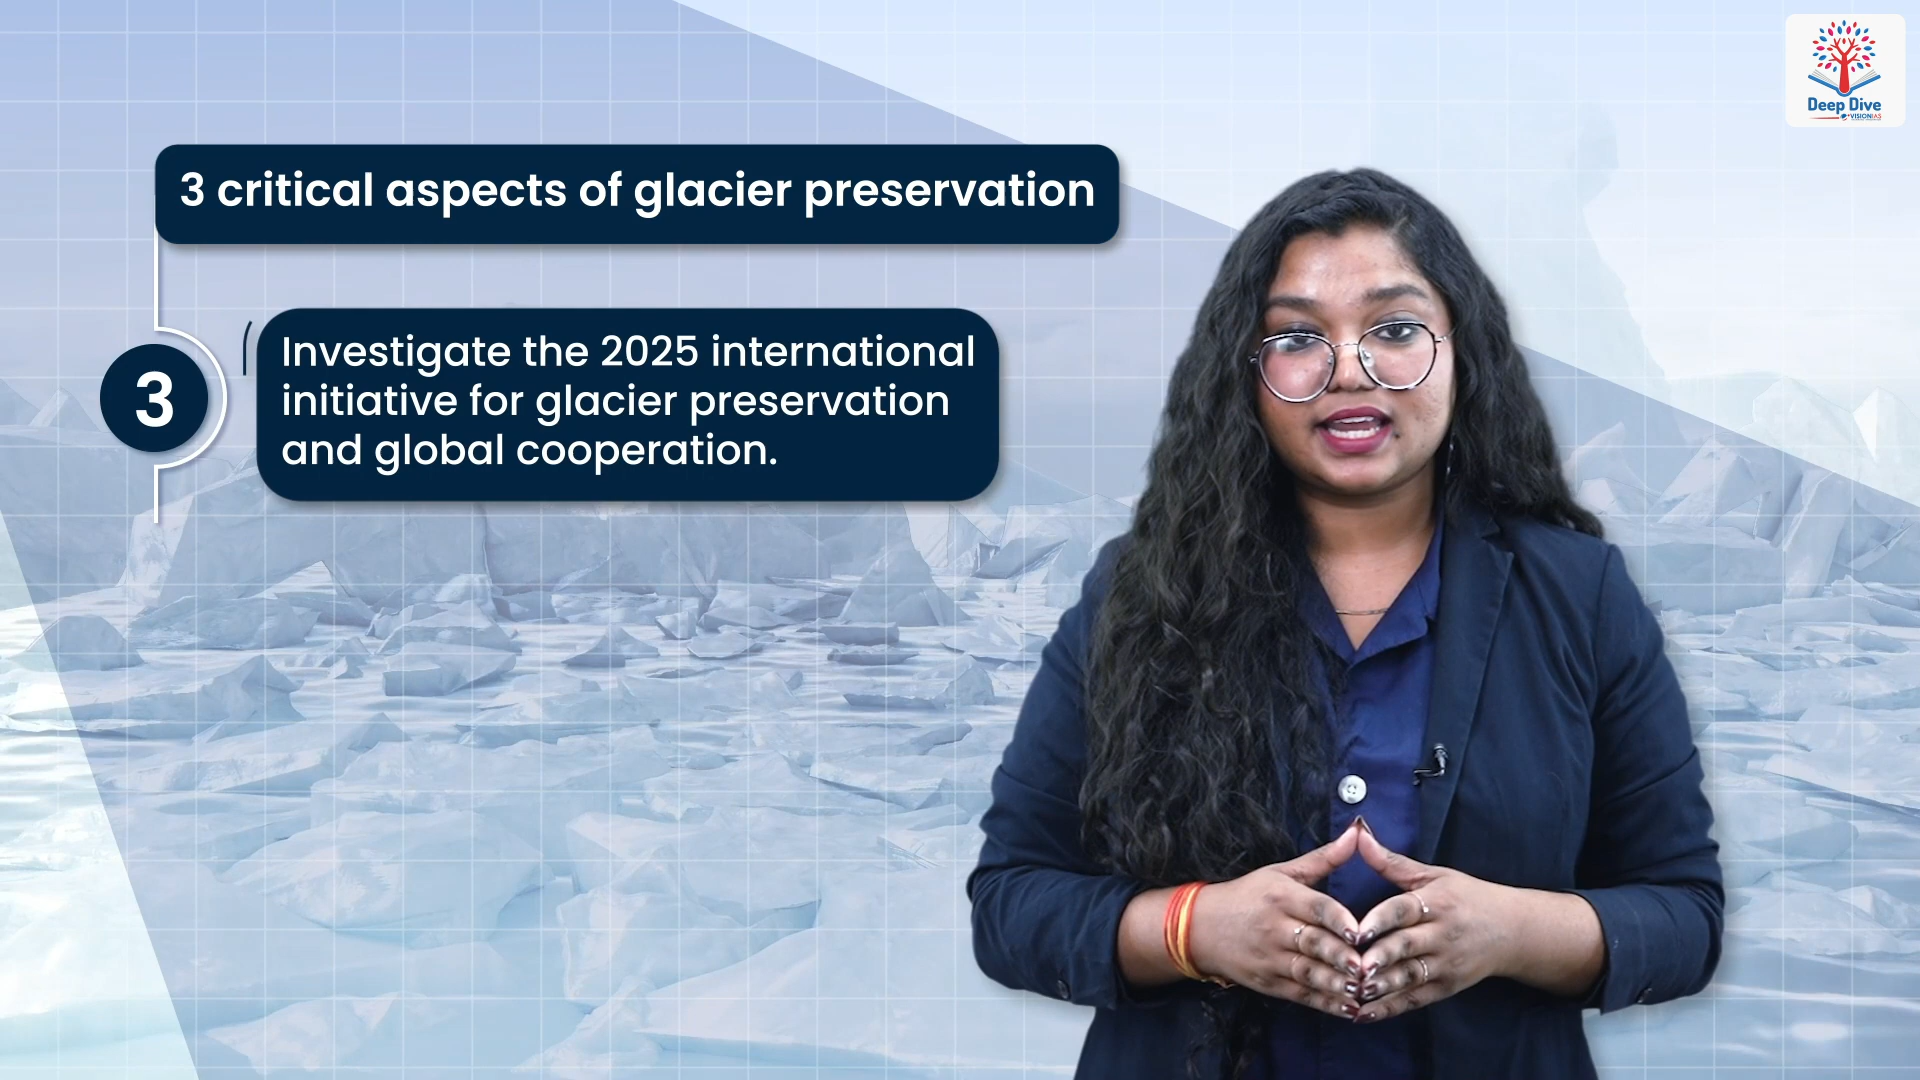 Deep Dive
VISIONIAS
3 critical aspects of glacier preservation
3
Investigate the 2025 international
initiative for glacier preservation
and global cooperation.